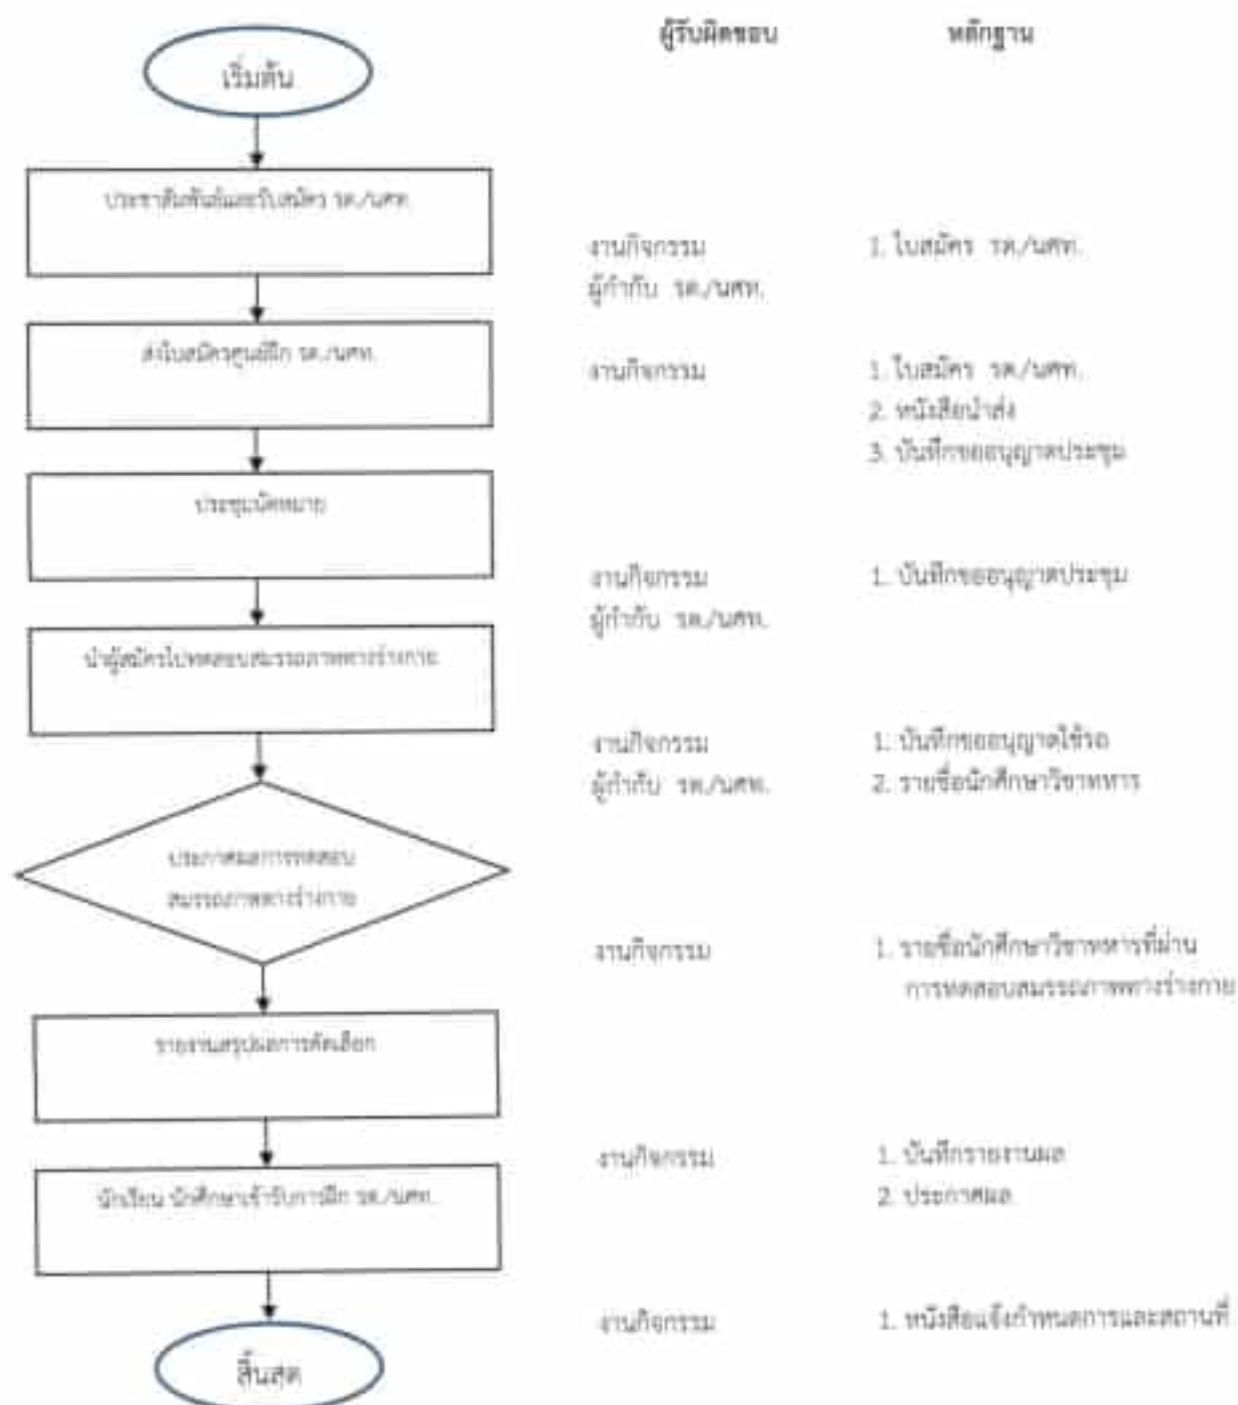 ผู้รับผิดชอบ
หลักฐาน
เริ่มต้น
ประชาสัมพันธ์และรับสมัคร รด./นศท.
งานกิจกรรม
ผู้กำกับ รด./นศท.
1. ใบสมัคร รด./นศท.
ส่งใบสมัครศูนย์ฝึก รด./นศท.
งานกิจกรรม
1. ใบสมัคร รด./นศท.
2. หนังสือนำส่ง
3. บันทึกขออนุญาตประชุม
ประชุมนัดหมาย
งานกิจกรรม
ผู้กำกับ รด./นศท.
1. บันทึกขออนุญาตประชุม
นำผู้สมัครไปทดสอบสมรรถภาพทางร่างกาย
งานกิจกรรม
ผู้กำกับ รด./นศท.
1. บันทึกขออนุญาตใช้รถ
2. รายชื่อนักศึกษาวิชาทหาร
ประกาศผลการทดสอบ
สมรรถภาพทางร่างกาย
งานกิจกรรม
1. รายชื่อนักศึกษาวิชาทหารที่ผ่าน
การทดสอบสมรรถภาพทางร่างกาย
รายงานสรุปผลการคัดเลือก
งานกิจกรรม
1. บันทึกรายงานผล
2. ประกาศผล
นักเรียน นักศึกษาเข้ารับการฝึก รด./นศท.
งานกิจกรรม
1. หนังสือแจ้งกำหนดการและสถานที่
สิ้นสุด